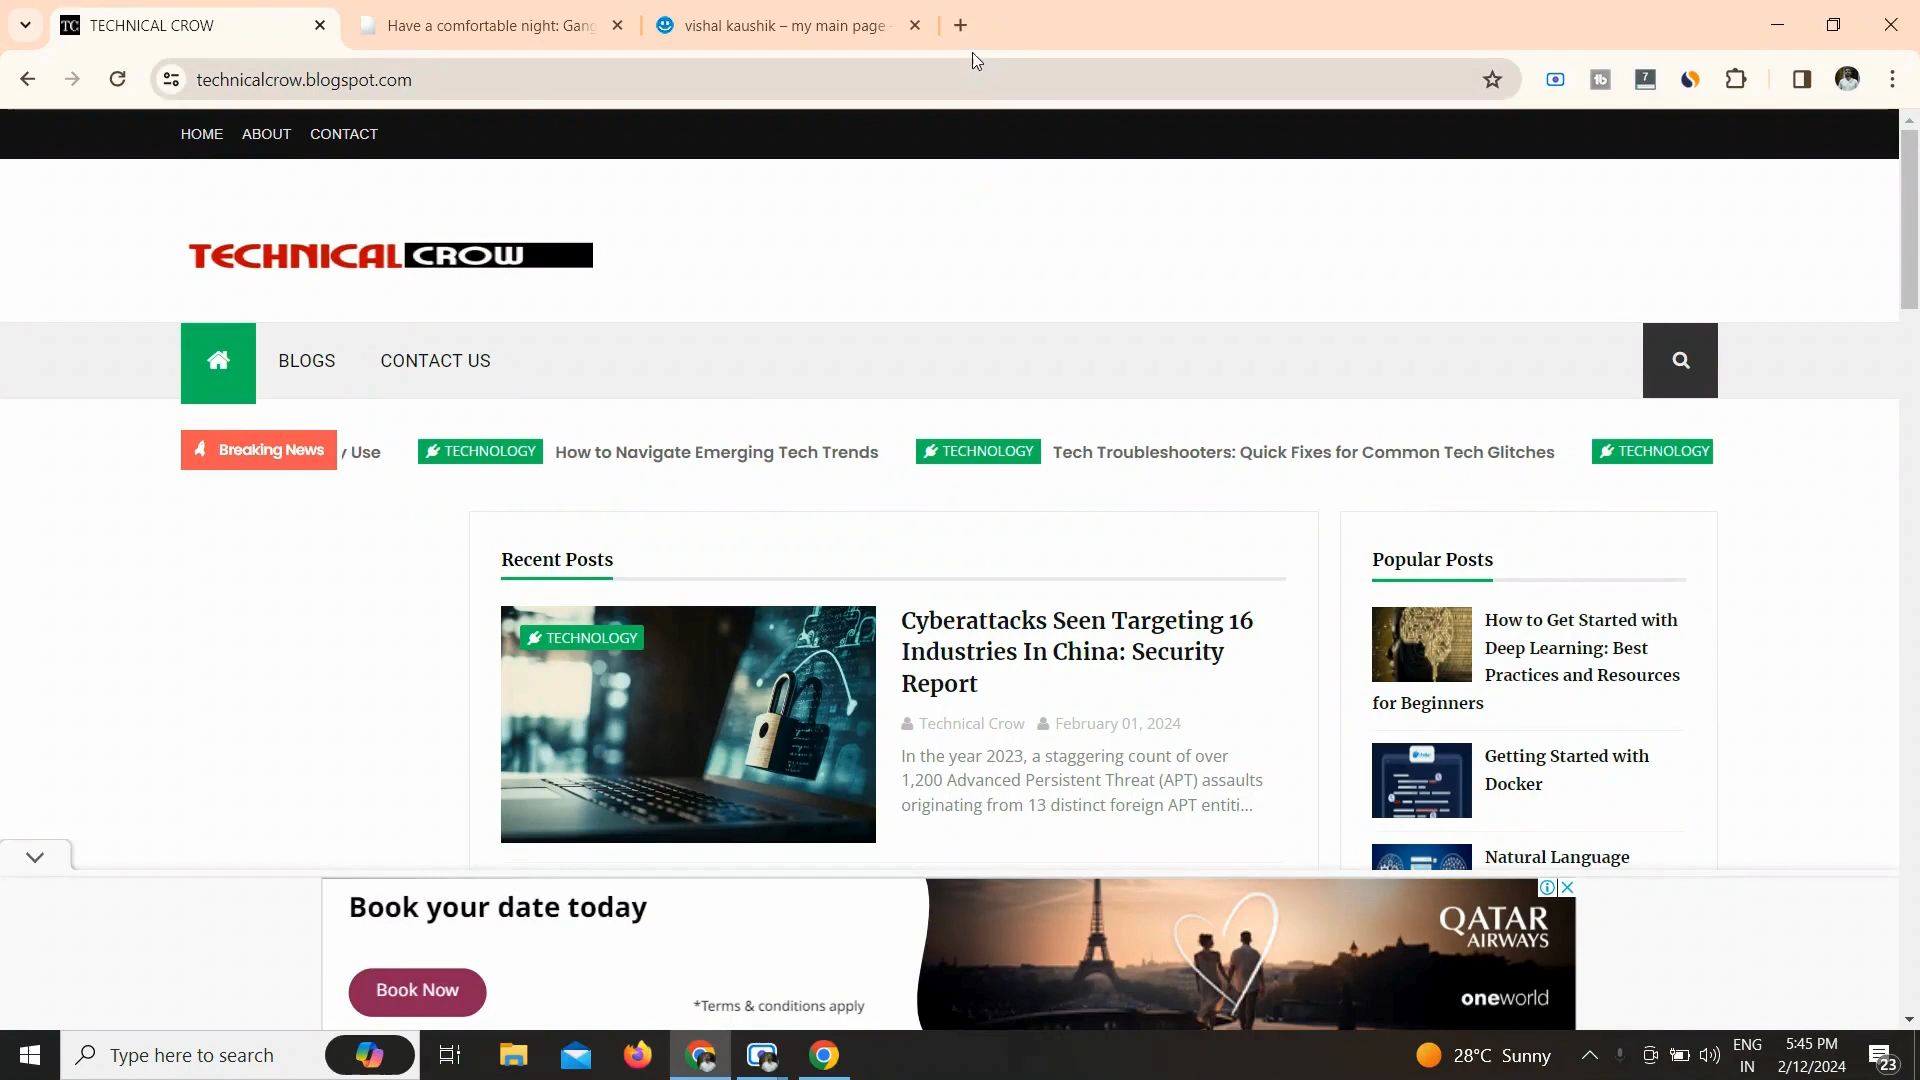 TC TECHNICAL CROW
Have a comfortable night: Gang
vishal kaushik – my main page
technicalcrow.blogspot.com
7
HOME ABOUT CONTACT
TECHNICAL CROW
BLOGS CONTACT US
Breaking News y Use TECHNOLOGY How to Navigate Emerging Tech Trends TECHNOLOGY Tech Troubleshooters: Quick Fixes for Common Tech Glitches TECHNOLOGY
Recent Posts
TECHNOLOGY
Cyberattacks Seen Targeting 16
Industries In China: Security
Report
Technical Crow February 01, 2024
In the year 2023, a staggering count of over
1,200 Advanced Persistent Threat (APT) assaults
originating from 13 distinct foreign APT entiti...
Popular Posts
How to Get Started with
Deep Learning: Best
Practices and Resources
for Beginners
Getting Started with
Docker
Natural Language
Book your date today
Book Now
*Terms & conditions apply
QATAR
AIRWAYS
oneworld
Type here to search
28°C Sunny
ENG
IN
5:45 PM
2/12/2024
23